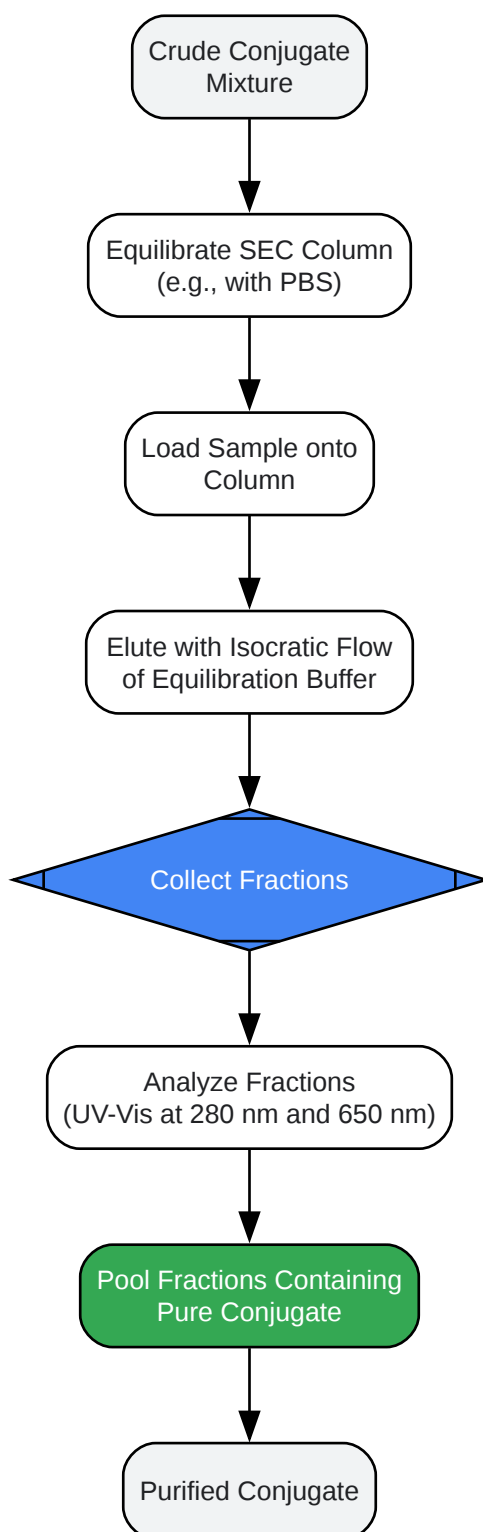 Crude Conjugate
Mixture
Equilibrate SEC Column
(e.g., with PBS)
Load Sample onto
Column
Elute with Isocratic Flow
of Equilibration Buffer
Collect Fractions
Analyze Fractions
(UV-Vis at 280 nm and 650 nm)
Pool Fractions Containing
Pure Conjugate
Purified Conjugate